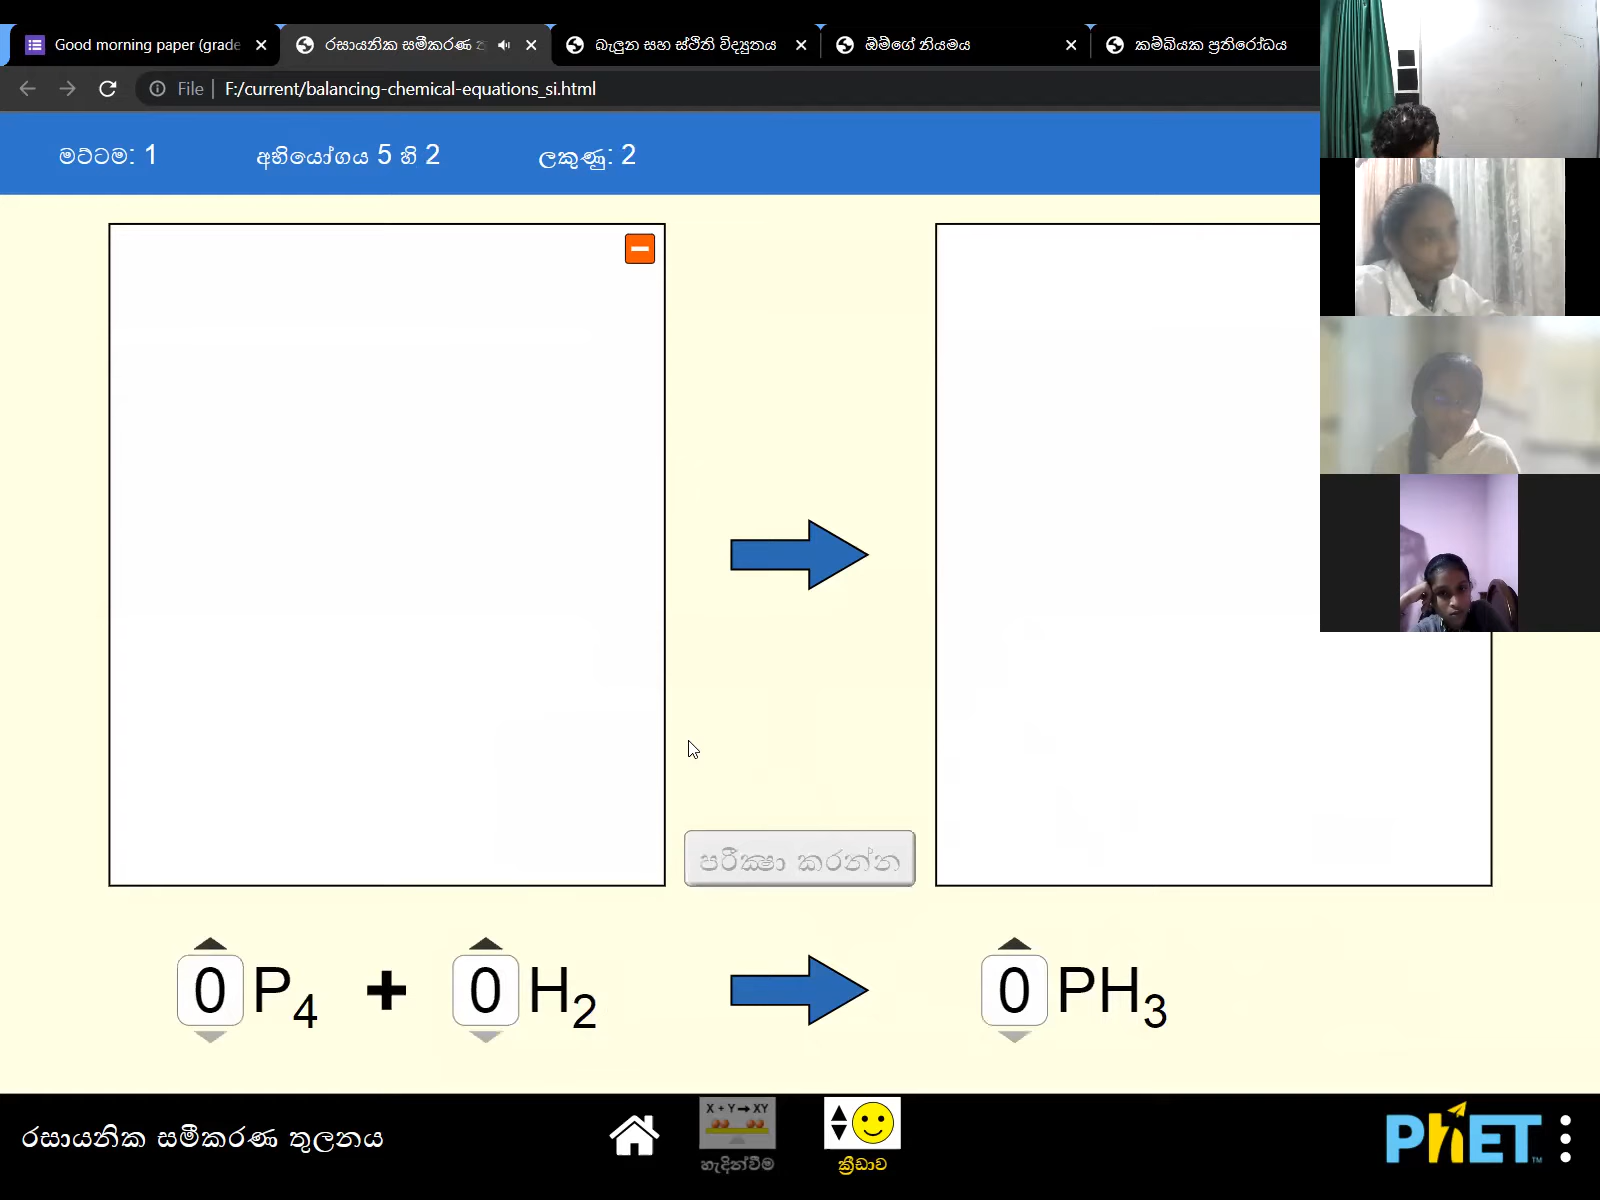 Good morning paper (grade
රසායනික සමීකරණ
බැලුන සහ ස්ථිති විද්‍යුතය
ඕම්ගේ නියමය
කම්බියක ප්‍රතිරෝධය
File F:/current/balancing-chemical-equations_si.html
මට්ටම: 1 අභියෝගය 5 හි 2 ලකුණු: 2
පරීක්‍ෂා කරන්න
0 P4 + 0 H2 0 PH3
රසායනික සමීකරණ තුලනය
X + Y → XY
හැදින්වීම
ක්‍රීඩාව
PhET
TM